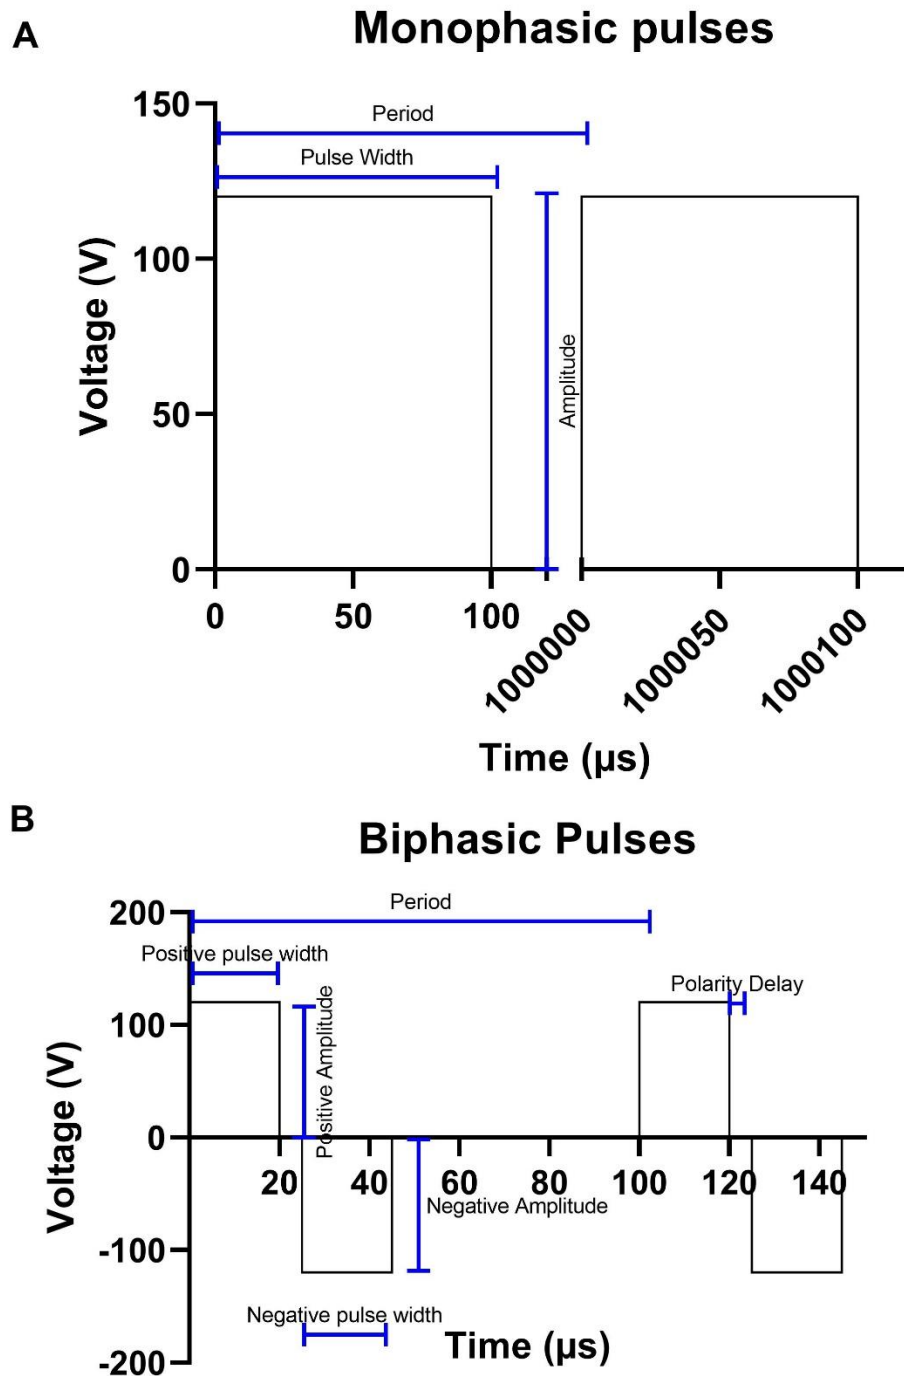 A
Monophasic pulses
150
Period
Pulse Width
100
Voltage (V)
Amplitude
50
0
0 50 100 1000000 1000050 1000100
Time (µs)
B
Biphasic Pulses
200
Period
Positive pulse width
Polarity Delay
100
Positive Amplitude
Voltage (V)
0
20 40 60 80 100 120 140
Negative Amplitude
-100
Negative pulse width
Time (µs)
-200